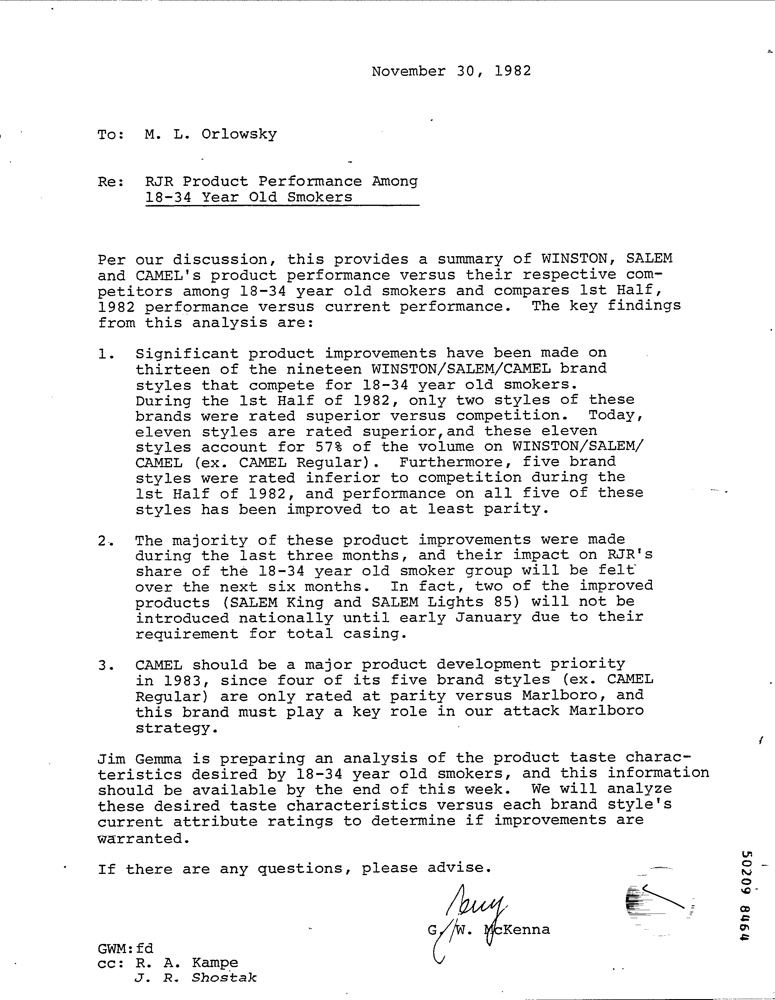 November 30, 1982
To: M. L. Orlowsky
Re: RJR Product Performance Among
18-34 Year Old Smokers
Per our discussion, this provides a summary of WINSTON, SALEM
and CAMEL's product performance versus their respective com-
petitors among 18-34 year old smokers and compares 1st Half,
1982 performance versus current performance. The key findings
from this analysis are:
1. Significant product improvements have been made on
thirteen of the nineteen WINSTON/SALEM/CAMEL brand
styles that compete for 18-34 year old smokers.
During the 1st Half of 1982, only two styles of these
brands were rated superior versus competition. Today,
eleven styles are rated superior, and these eleven
styles account for 57% of the volume on WINSTON/SALEM/
CAMEL (ex. CAMEL Regular). Furthermore, five brand
styles were rated inferior to competition during the
1st Half of 1982, and performance on all five of these
styles has been improved to at least parity.
2. The majority of these product improvements were made
during the last three months, and their impact on RJR's
share of the 18-34 year old smoker group will be felt
over the next six months. In fact, two of the improved
products (SALEM King and SALEM Lights 85) will not be
introduced nationally until early January due to their
requirement for total casing.
3. CAMEL should be a major product development priority
in 1983, since four of its five brand styles (ex. CAMEL
Regular) are only rated at parity versus Marlboro, and
this brand must play a key role in our attack Marlboro
strategy.
Jim Gemma is preparing an analysis of the product taste charac-
teristics desired by 18-34 year old smokers, and this information
should be available by the end of this week. We will analyze
these desired taste characteristics versus each brand style's
current attribute ratings to determine if improvements are
warranted.
If there are any questions, please advise.
G. W. McKenna
GWM:fd
cc: R. A. Kampe
J. R. Shostak
50209 8464